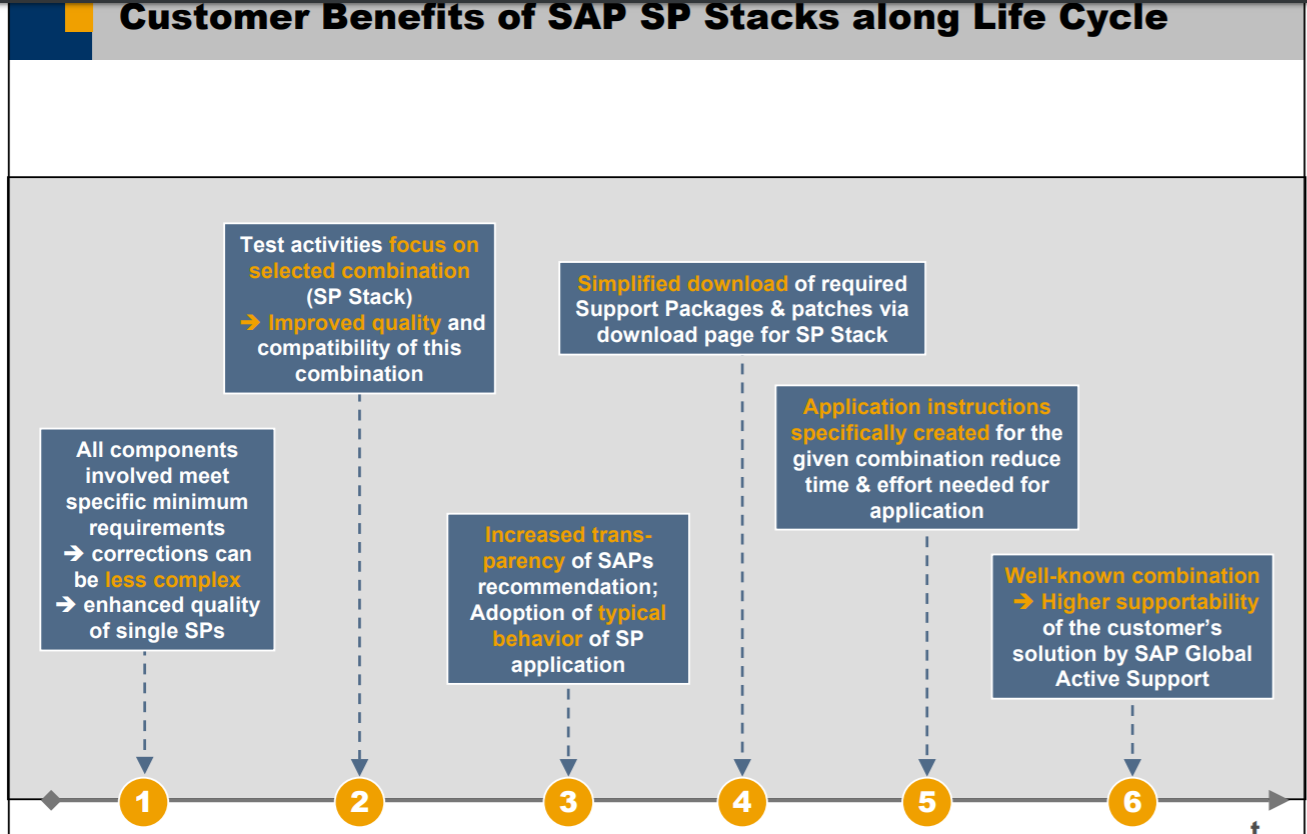 Customer Benefits of SAP SP Stacks along Life Cycle
All components
involved meet
specific minimum
requirements
➔ corrections can
be less complex
➔ enhanced quality
of single SPs
Test activities focus on
selected combination
(SP Stack)
➔ Improved quality and
compatibility of this
combination
Increased trans-
parency of SAPs
recommendation;
Adoption of typical
behavior of SP
application
Simplified download of required
Support Packages & patches via
download page for SP Stack
Application instructions
specifically created for the
given combination reduce
time & effort needed for
application
Well-known combination
➔ Higher supportability
of the customer’s
solution by SAP Global
Active Support
1 2 3 4 5 6
t